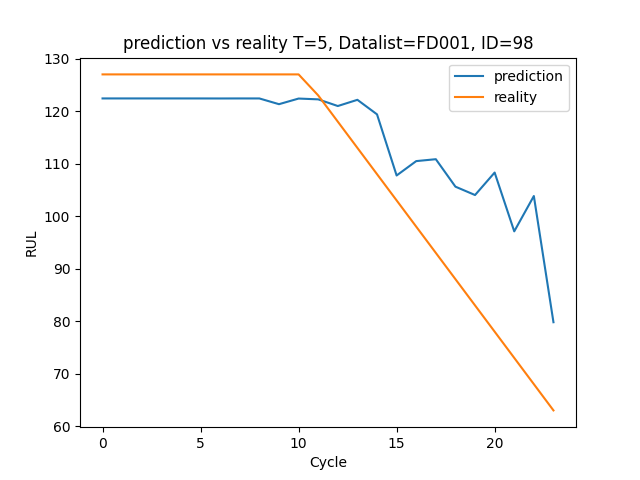 prediction vs reality T=5, Datalist=FD001, ID=98
130
120
110
100
90
80
70
60
RUL
prediction
reality
0
5
10
15
20
Cycle